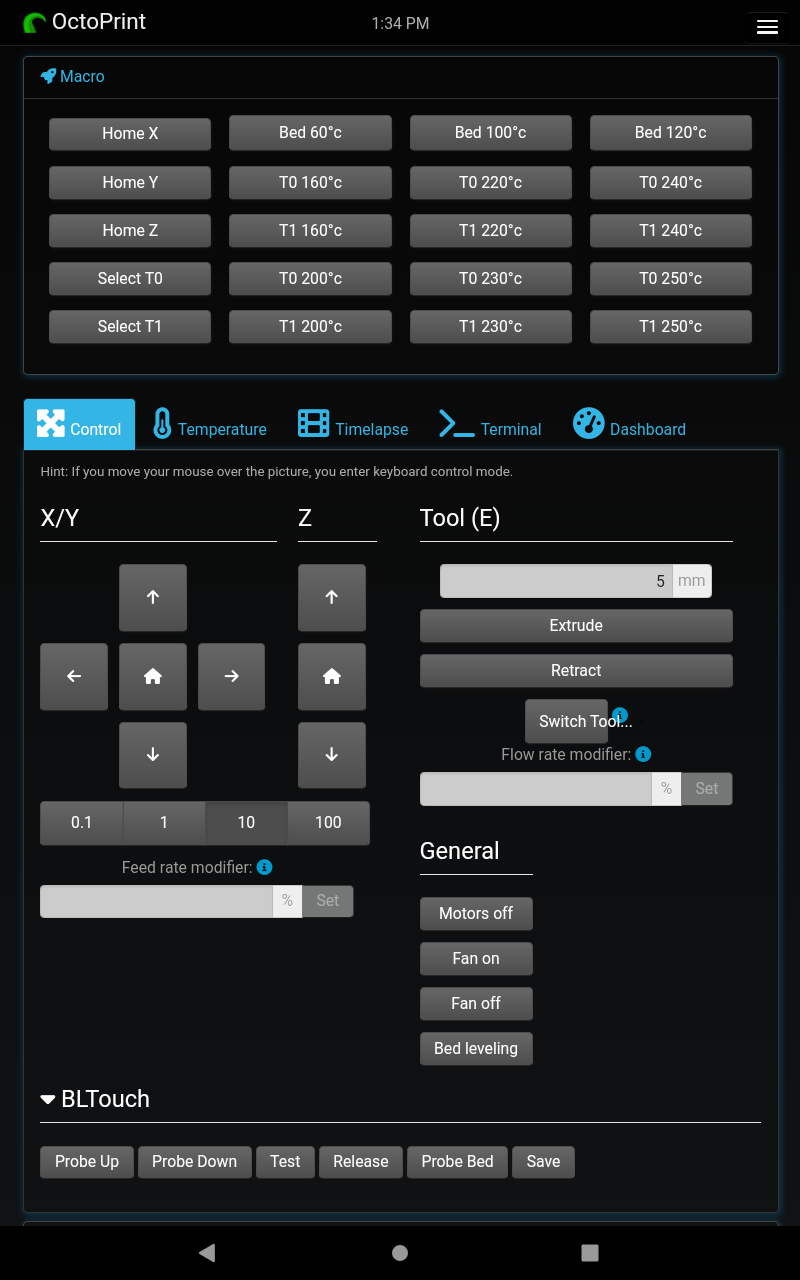 OctoPrint
1:34 PM
Macro
Home X Bed 60°c Bed 100°c Bed 120°c
Home Y T0 160°c T0 220°c T0 240°c
Home Z T1 160°c T1 220°c T1 240°c
Select T0 T0 200°c T0 230°c T0 250°c
Select T1 T1 200°c T1 230°c T1 250°c
Control Temperature Timelapse Terminal Dashboard
Hint: If you move your mouse over the picture, you enter keyboard control mode.
X/Y Z Tool (E)
5 mm
Extrude
Retract
Switch Tool...
Flow rate modifier:
% Set
0.1 1 10 100
Feed rate modifier:
% Set
General
Motors off
Fan on
Fan off
Bed leveling
BLTouch
Probe Up Probe Down Test Release Probe Bed Save